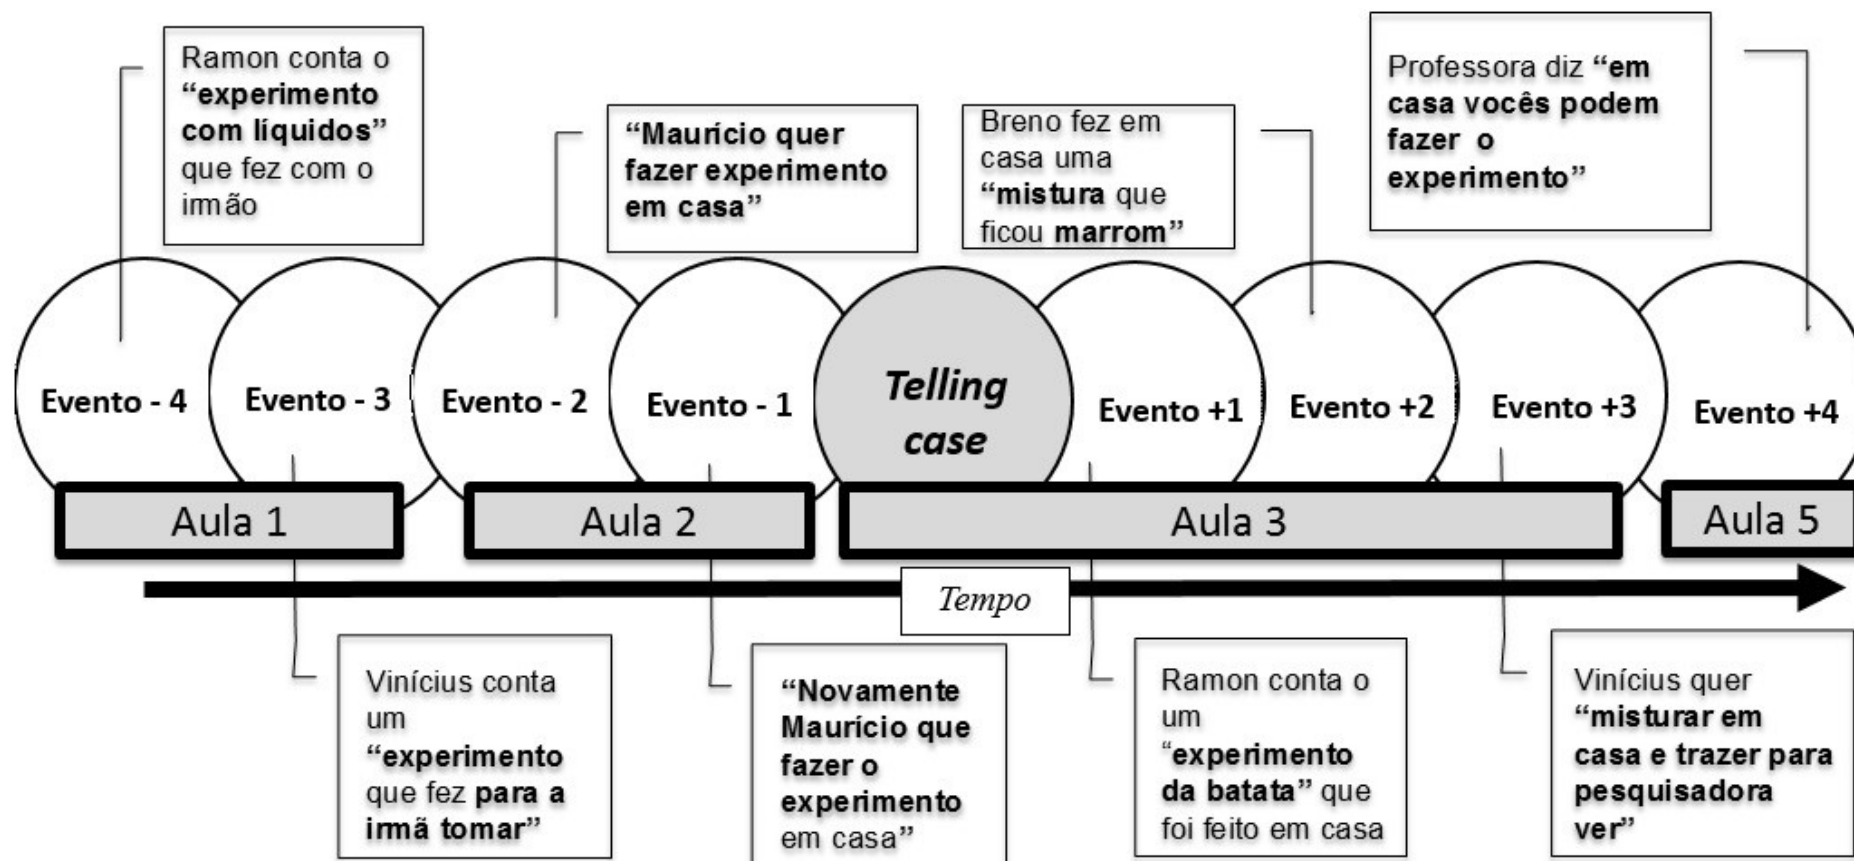 Ramon conta o
“experimento
com líquidos”
que fez com o
irmão
“Maurício quer
fazer experimento
em casa”
Breno fez em
casa uma
“mistura que
ficou marrom”
Professora diz “em
casa vocês podem
fazer o
experimento”
Evento - 4
Evento - 3
Evento - 2
Evento - 1
Telling
case
Evento +1
Evento +2
Evento +3
Evento +4
Aula 1
Aula 2
Aula 3
Aula 5
Tempo
Vinícius conta
um
“experimento
que fez para a
irmã tomar”
“Novamente
Maurício que
fazer o
experimento
em casa”
Ramon conta o
um
“experimento
da batata” que
foi feito em casa
Vinícius quer
“misturar em
casa e trazer para
pesquisadora
ver”